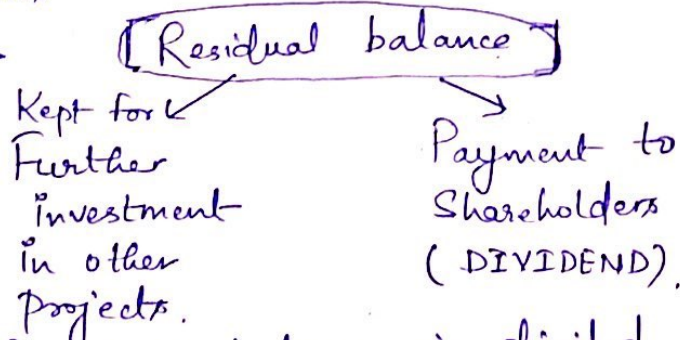 [Residual balance]
Kept for
Further
investment
in other
projects.
Payment to
Shareholders
(DIVIDEND).